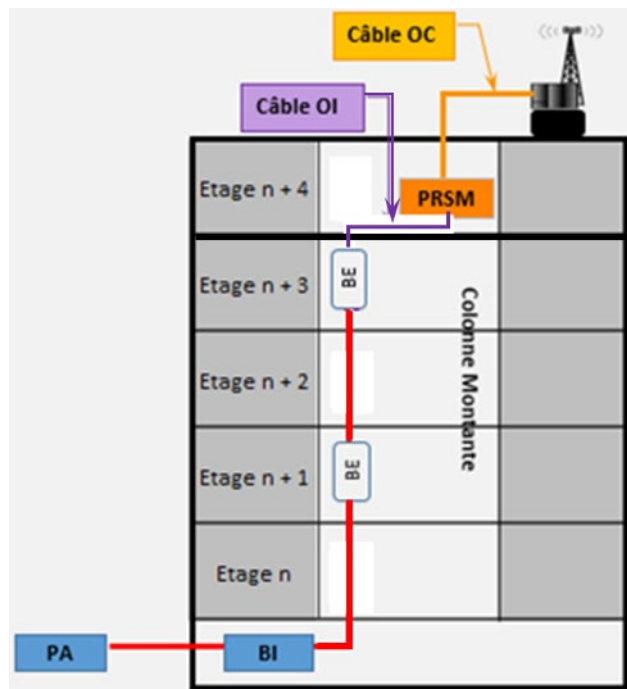 Câble OC
Câble OI
Etage n + 4
PRSM
Etage n + 3
BE
Colonne Montante
Etage n + 2
Etage n + 1
BE
Etage n
PA
BI